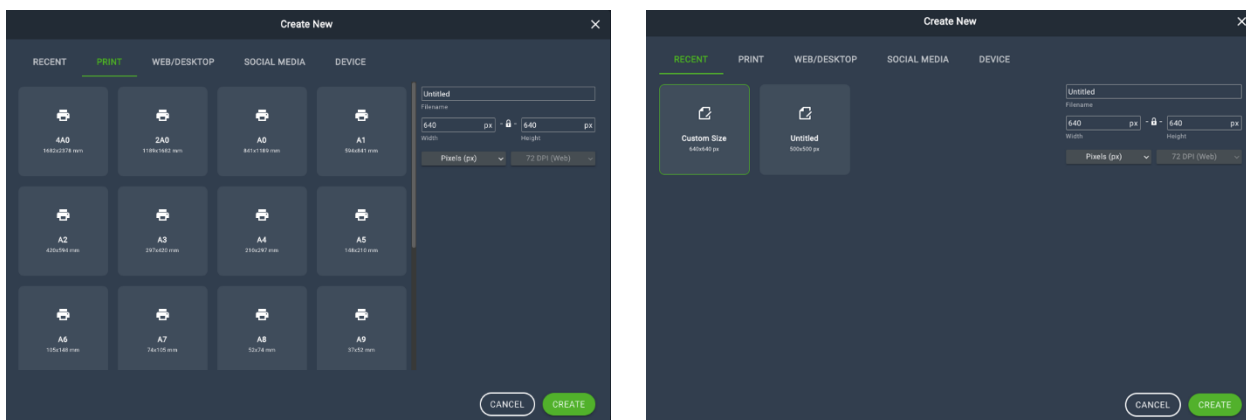 Create New
RECENT PRINT WEB/DESKTOP SOCIAL MEDIA DEVICE
4A0 2A0 A0 A1
1682x2378 mm 1189x1682 mm 841x1189 mm 594x841 mm
A2 A3 A4 A5
420x594 mm 297x420 mm 210x297 mm 148x210 mm
A6 A7 A8 A9
105x148 mm 74x105 mm 52x74 mm 37x52 mm
Untitled
Filename
640 px - - 640 px
Width Height
Pixels (px) 72 DPI (Web)
CANCEL CREATE
Create New
RECENT PRINT WEB/DESKTOP SOCIAL MEDIA DEVICE
Custom Size Untitled
640x640 px 500x500 px
Untitled
Filename
640 px - - 640 px
Width Height
Pixels (px) 72 DPI (Web)
CANCEL CREATE